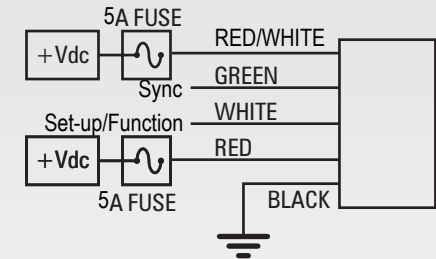 5A FUSE
+Vdc
RED/WHITE
Sync
GREEN
Set-up/Function
WHITE
+Vdc
RED
5A FUSE
BLACK